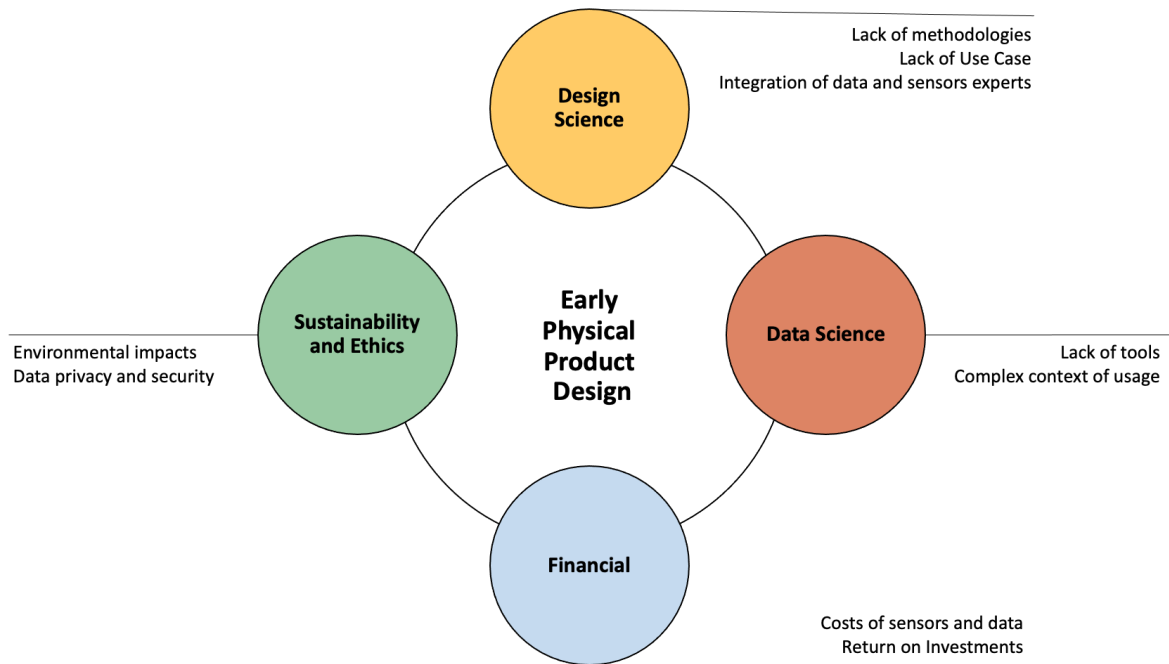 Lack of methodologies
Lack of Use Case
Integration of data and sensors experts
Design
Science
Sustainability
and Ethics
Early
Physical
Product
Design
Data Science
Environmental impacts
Data privacy and security
Lack of tools
Complex context of usage
Financial
Costs of sensors and data
Return on Investments